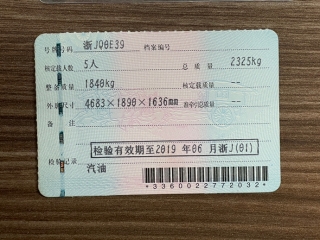 号牌号码 浙JQ0E39 档案编号
核定载人数 5人 总质量 2325kg
整备质量 1840kg 核定载质量 --
外廓尺寸 4683×1890×1636mm 准牵引总质量 --
备注
检验有效期至2019年06月浙J(01)
检验记录
汽油
*3360022772032*